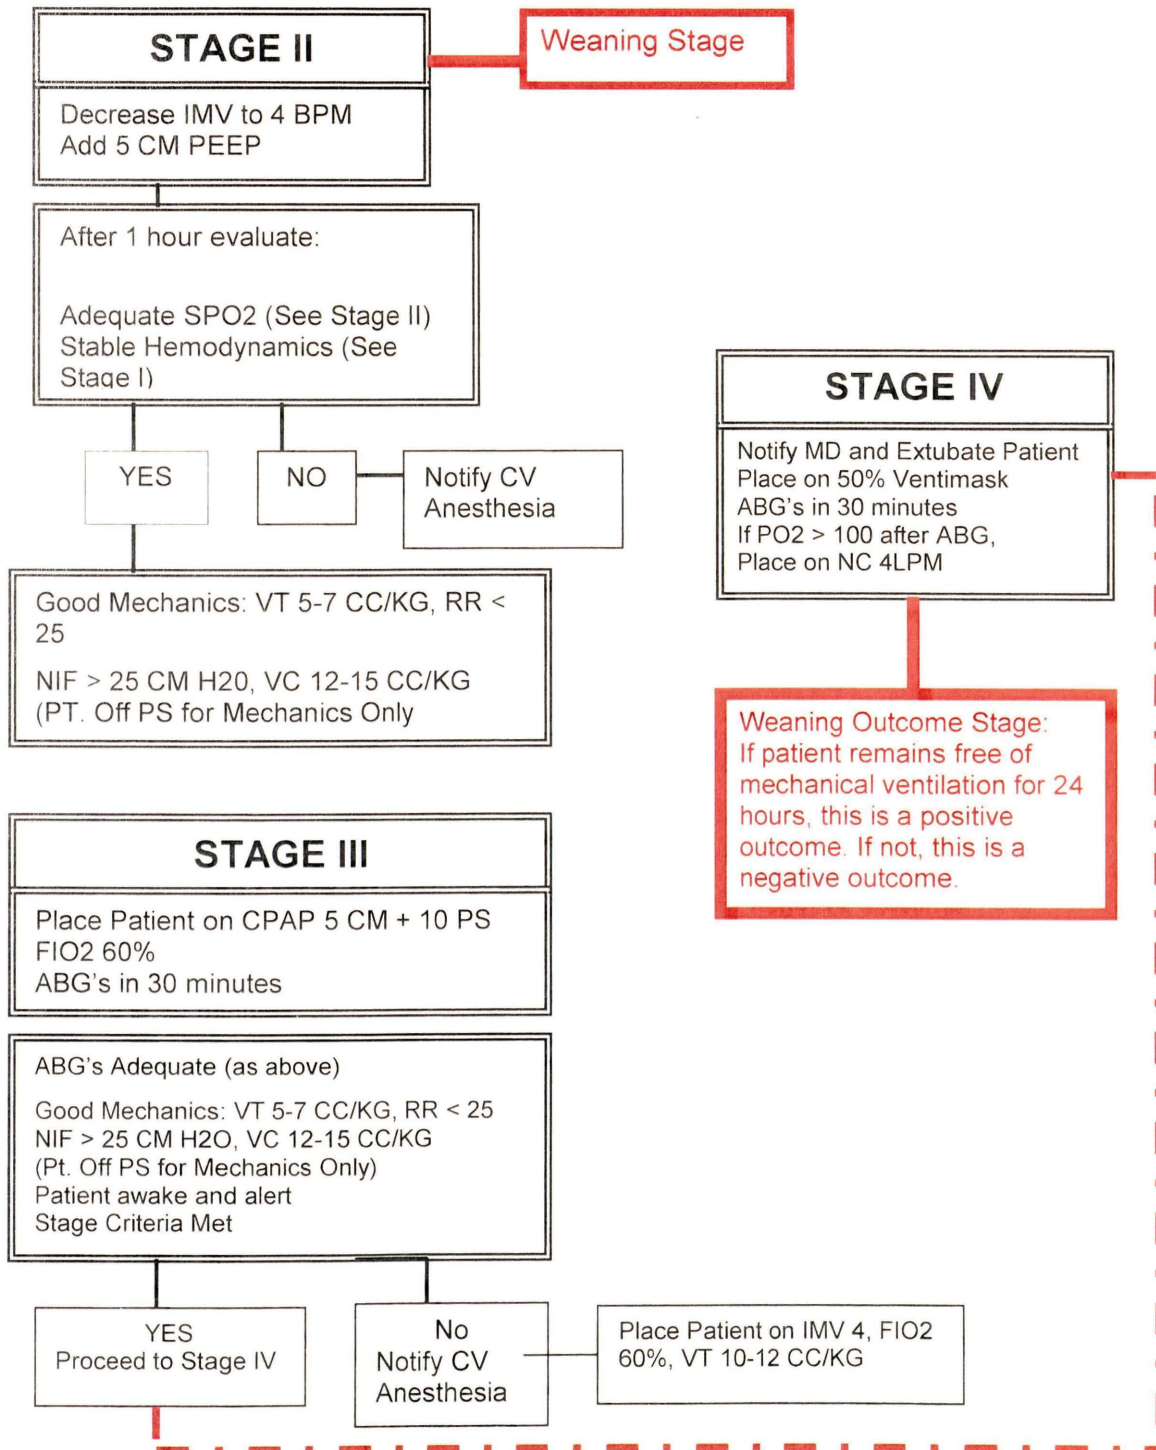 STAGE II
Weaning Stage
Decrease IMV to 4 BPM
Add 5 CM PEEP
After 1 hour evaluate:
Adequate SPO2 (See Stage II)
Stable Hemodynamics (See
Stage I)
YES
NO
Notify CV
Anesthesia
Good Mechanics: VT 5-7 CC/KG, RR <
25
NIF > 25 CM H20, VC 12-15 CC/KG
(PT. Off PS for Mechanics Only
STAGE III
Place Patient on CPAP 5 CM + 10 PS
FIO2 60%
ABG's in 30 minutes
ABG's Adequate (as above)
Good Mechanics: VT 5-7 CC/KG, RR < 25
NIF > 25 CM H2O, VC 12-15 CC/KG
(Pt. Off PS for Mechanics Only)
Patient awake and alert
Stage Criteria Met
YES
Proceed to Stage IV
No
Notify CV
Anesthesia
Place Patient on IMV 4, FIO2
60%, VT 10-12 CC/KG
STAGE IV
Notify MD and Extubate Patient
Place on 50% Ventimask
ABG's in 30 minutes
If PO2 > 100 after ABG,
Place on NC 4LPM
Weaning Outcome Stage:
If patient remains free of
mechanical ventilation for 24
hours, this is a positive
outcome. If not, this is a
negative outcome.